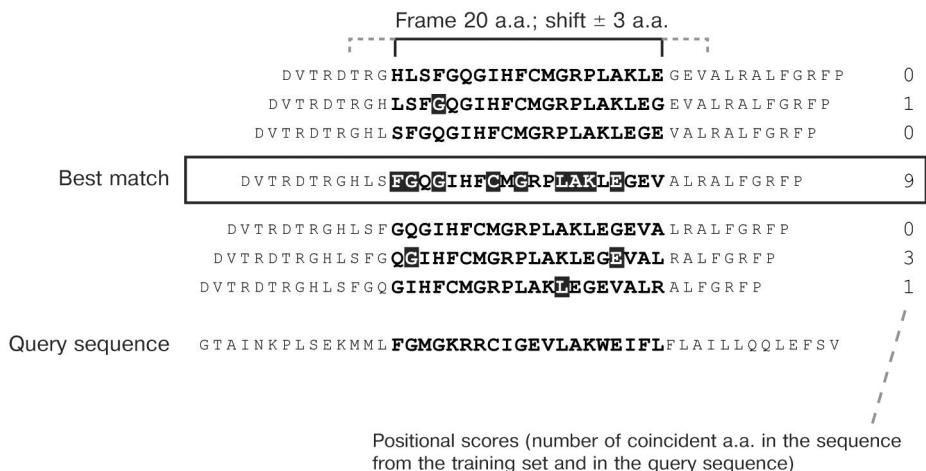 Frame 20 a.a.; shift ± 3 a.a.
DVTRDTRGHLSFGQGIHFCMGRPLAKLEGEVALRALFGRFP 0
DVTRDTRGHLSFGQGIHFCMGRPLAKLEGEVALRALFGRFP 1
DVTRDTRGHLSFGQGIHFCMGRPLAKLEGEVALRALFGRFP 0
Best match DVTRDTRGHLSFGQGIHFCMGRPLAKLEGEVALRALFGRFP 9
DVTRDTRGHLSFGQGIHFCMGRPLAKLEGEVALRALFGRFP 0
DVTRDTRGHLSFGQGIHFCMGRPLAKLEGEVALRALFGRFP 3
DVTRDTRGHLSFGQGIHFCMGRPLAKLEGEVALRALFGRFP 1
Query sequence GTAINKPLSEKMMLFGMGKRRCIGEVLAKWEIFLFLAILLQQLEFSV
Positional scores (number of coincident a.a. in the sequence
from the training set and in the query sequence)